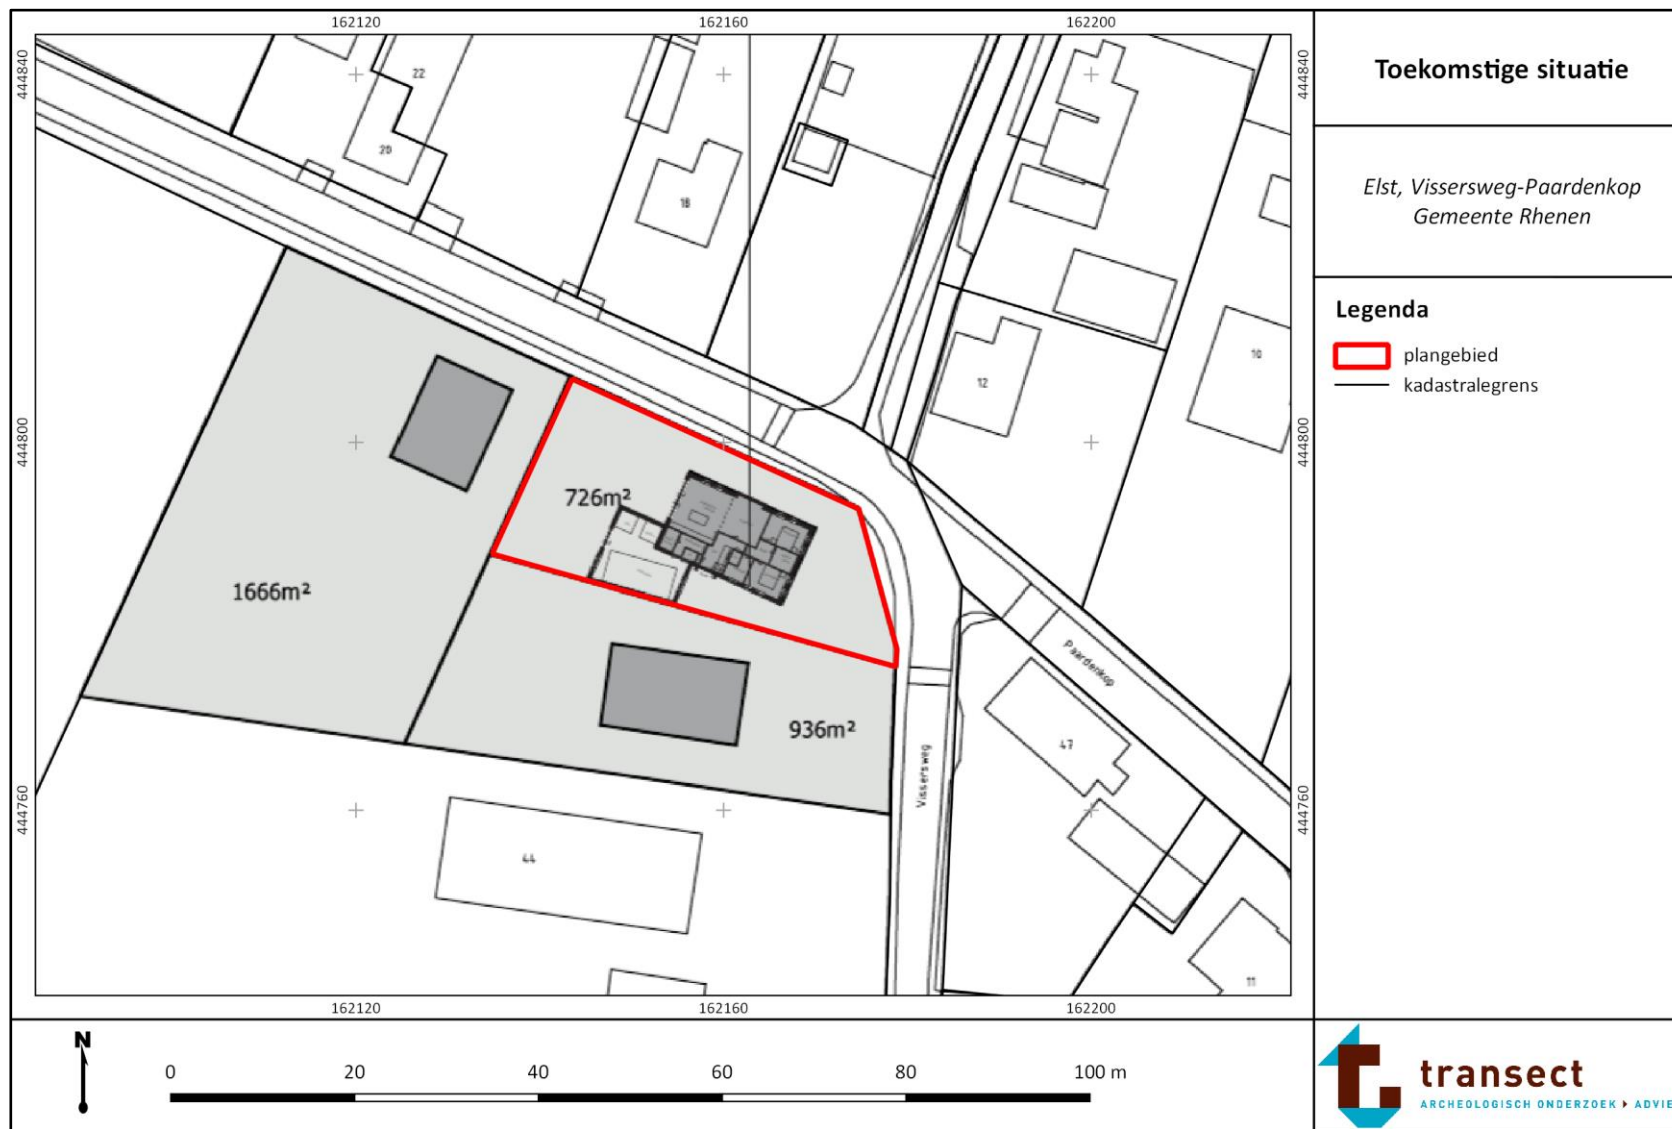 162120
162160
162200
444840
444840
Toekomstige situatie
Elst, Vissersweg-Paardenkop
Gemeente Rhenen
Legenda
plangebied
kadastralegrens
22
20
18
12
10
444800
444800
726m²
1666m²
936m²
Paardenkop
Vissersweg
47
444760
444760
44
11
162120
162160
162200
N
0
20
40
60
80
100 m
transect
ARCHEOLOGISCH ONDERZOEK ▸ ADVIE